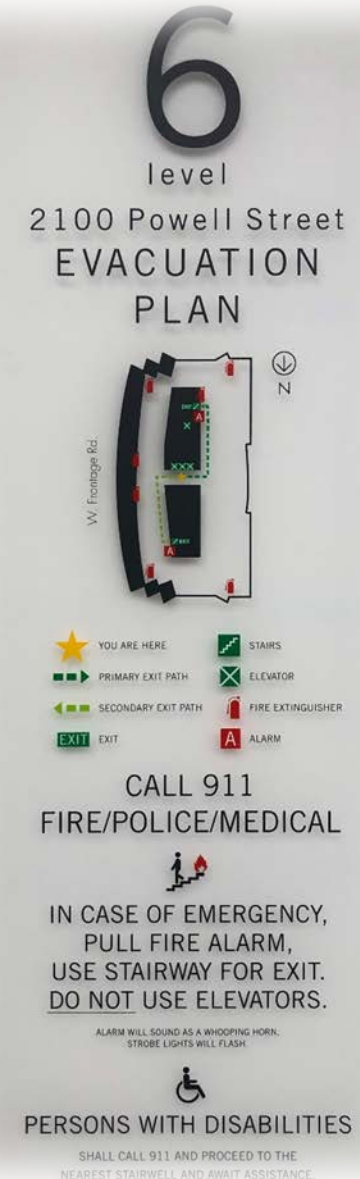 6
level
2100 Powell Street
EVACUATION
PLAN
N
W. Frontage Rd.
EXIT
A
EXIT
A
YOU ARE HERE
STAIRS
PRIMARY EXIT PATH
ELEVATOR
SECONDARY EXIT PATH
FIRE EXTINGUISHER
EXIT EXIT
A ALARM
CALL 911
FIRE/POLICE/MEDICAL
IN CASE OF EMERGENCY,
PULL FIRE ALARM,
USE STAIRWAY FOR EXIT.
DO NOT USE ELEVATORS.
ALARM WILL SOUND AS A WHOOPING HORN.
STROBE LIGHTS WILL FLASH.
PERSONS WITH DISABILITIES
SHALL CALL 911 AND PROCEED TO THE
NEAREST STAIRWELL AND AWAIT ASSISTANCE.